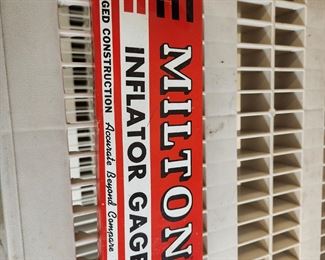 MILTON
INFLATOR GAGE
GED CONSTRUCTION Accurate Beyond Compare